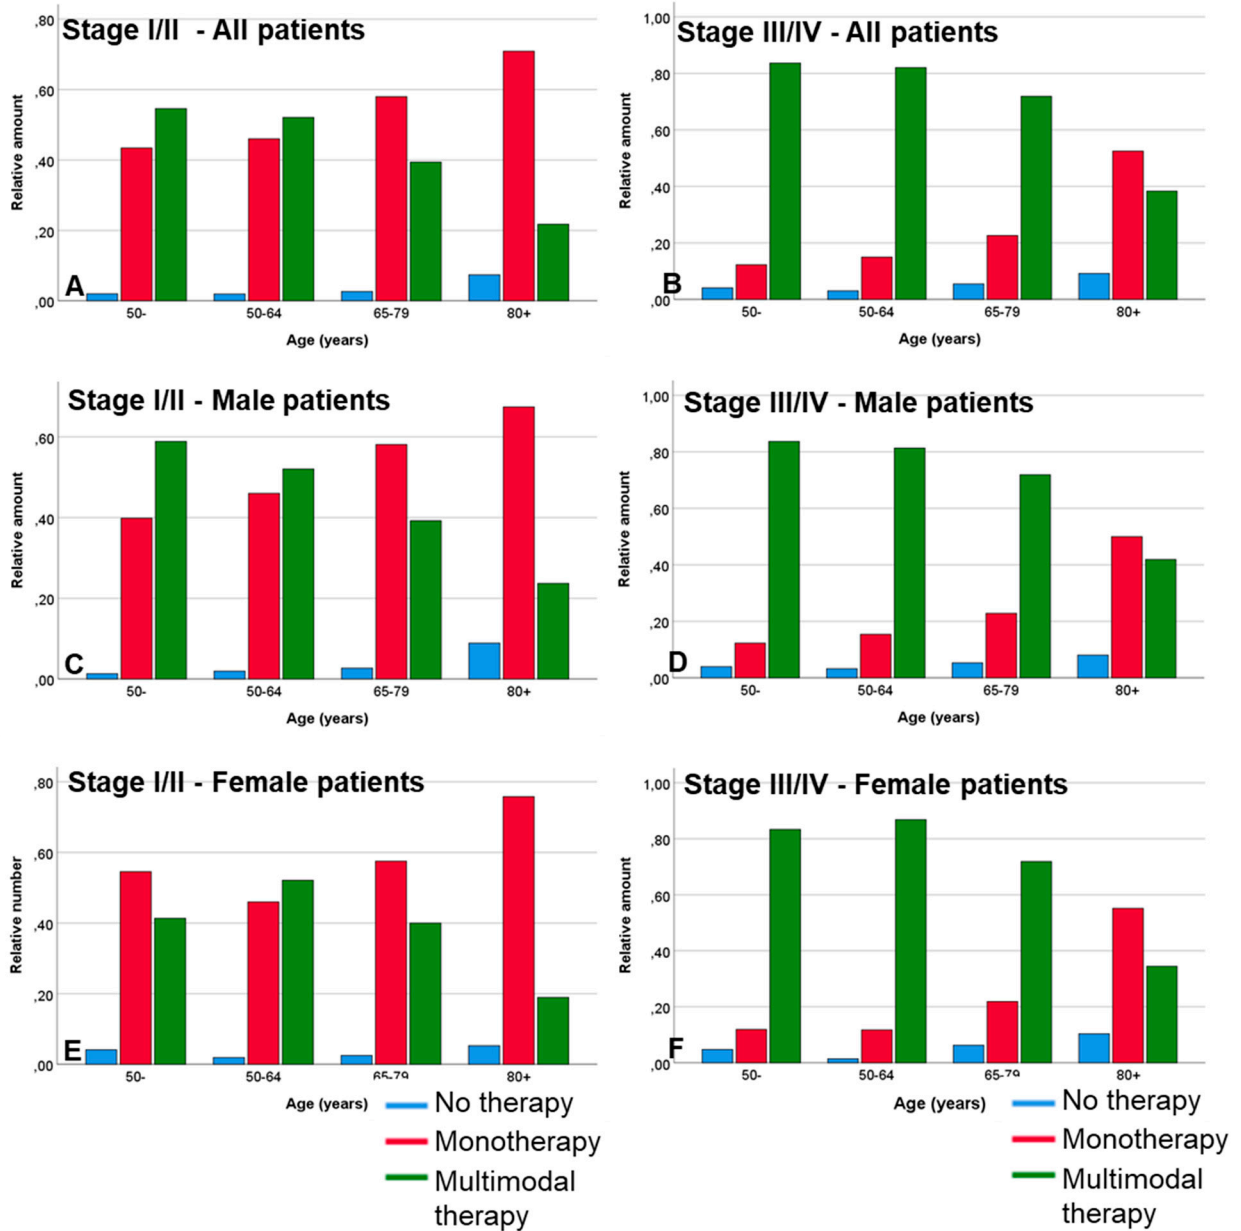 Stage I/II - All patients
,80
,60
,40
,20
,00
Relative amount
A
50-
50-64
65-79
80+
Age (years)
Stage III/IV - All patients
1,00
,80
,60
,40
,20
,00
Relative amount
B
50-
50-64
65-79
80+
Age (years)
Stage I/II - Male patients
,60
,40
,20
,00
Relative amount
C
50-
50-64
65-79
80+
Age (years)
Stage III/IV - Male patients
1,00
,80
,60
,40
,20
,00
Relative amount
D
50-
50-64
65-79
80+
Age (years)
Stage I/II - Female patients
,80
,60
,40
,20
,00
Relative number
E
50-
50-64
65-79
80+
Age (years)
No therapy
Monotherapy
Multimodal
therapy
Stage III/IV - Female patients
1,00
,80
,60
,40
,20
,00
Relative amount
F
50-
50-64
65-79
80+
Age (years)
No therapy
Monotherapy
Multimodal
therapy